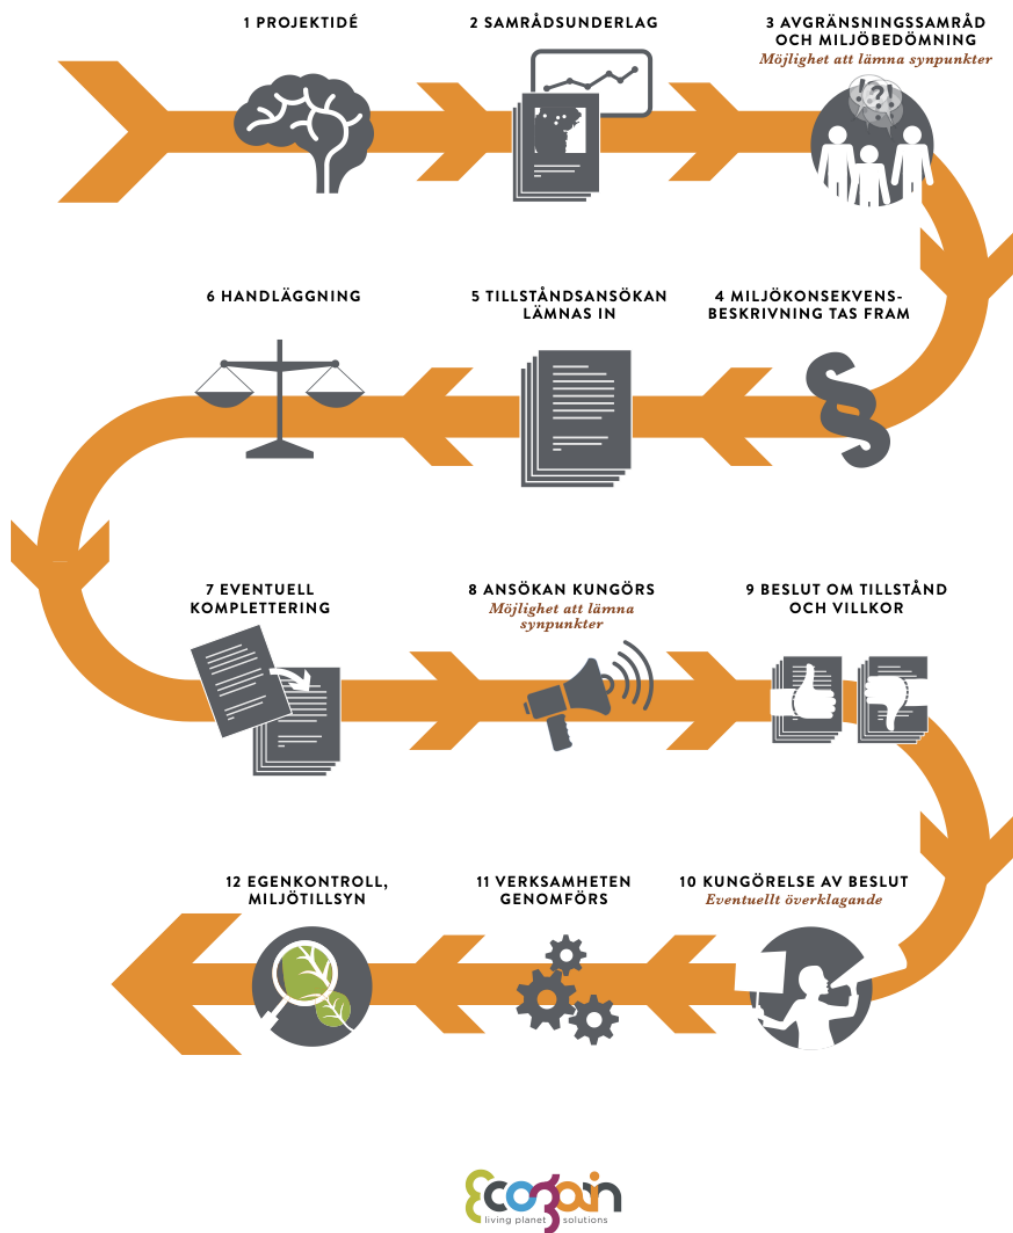 1 PROJEKTIDÉ
2 SAMRÅDSUNDERLAG
3 AVGRÄNSNINGSSAMRÅD
OCH MILJÖBEDÖMNING
Möjlighet att lämna synpunkter
!?!
4 MILJÖKONSEKVENS-
BESKRIVNING TAS FRAM
§
5 TILLSTÅNDSANSÖKAN
LÄMNAS IN
6 HANDLÄGGNING
7 EVENTUELL
KOMPLETTERING
8 ANSÖKAN KUNGÖRS
Möjlighet att lämna
synpunkter
9 BESLUT OM TILLSTÅND
OCH VILLKOR
10 KUNGÖRELSE AV BESLUT
Eventuellt överklagande
11 VERKSAMHETEN
GENOMFÖRS
12 EGENKONTROLL,
MILJÖTILLSYN
Ecogain
living planet solutions